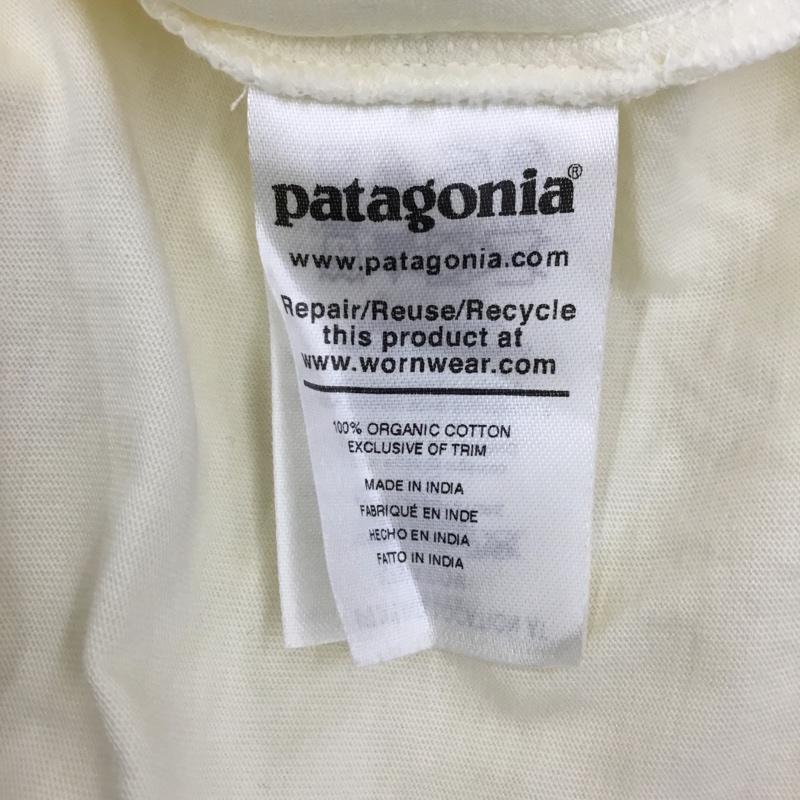 patagonia®
www.patagonia.com
Repair/Reuse/Recycle
this product at
www.wornwear.com
100% ORGANIC COTTON
EXCLUSIVE OF TRIM
MADE IN INDIA
FABRIQUÉ EN INDE
HECHO EN INDIA
FATTO IN INDIA